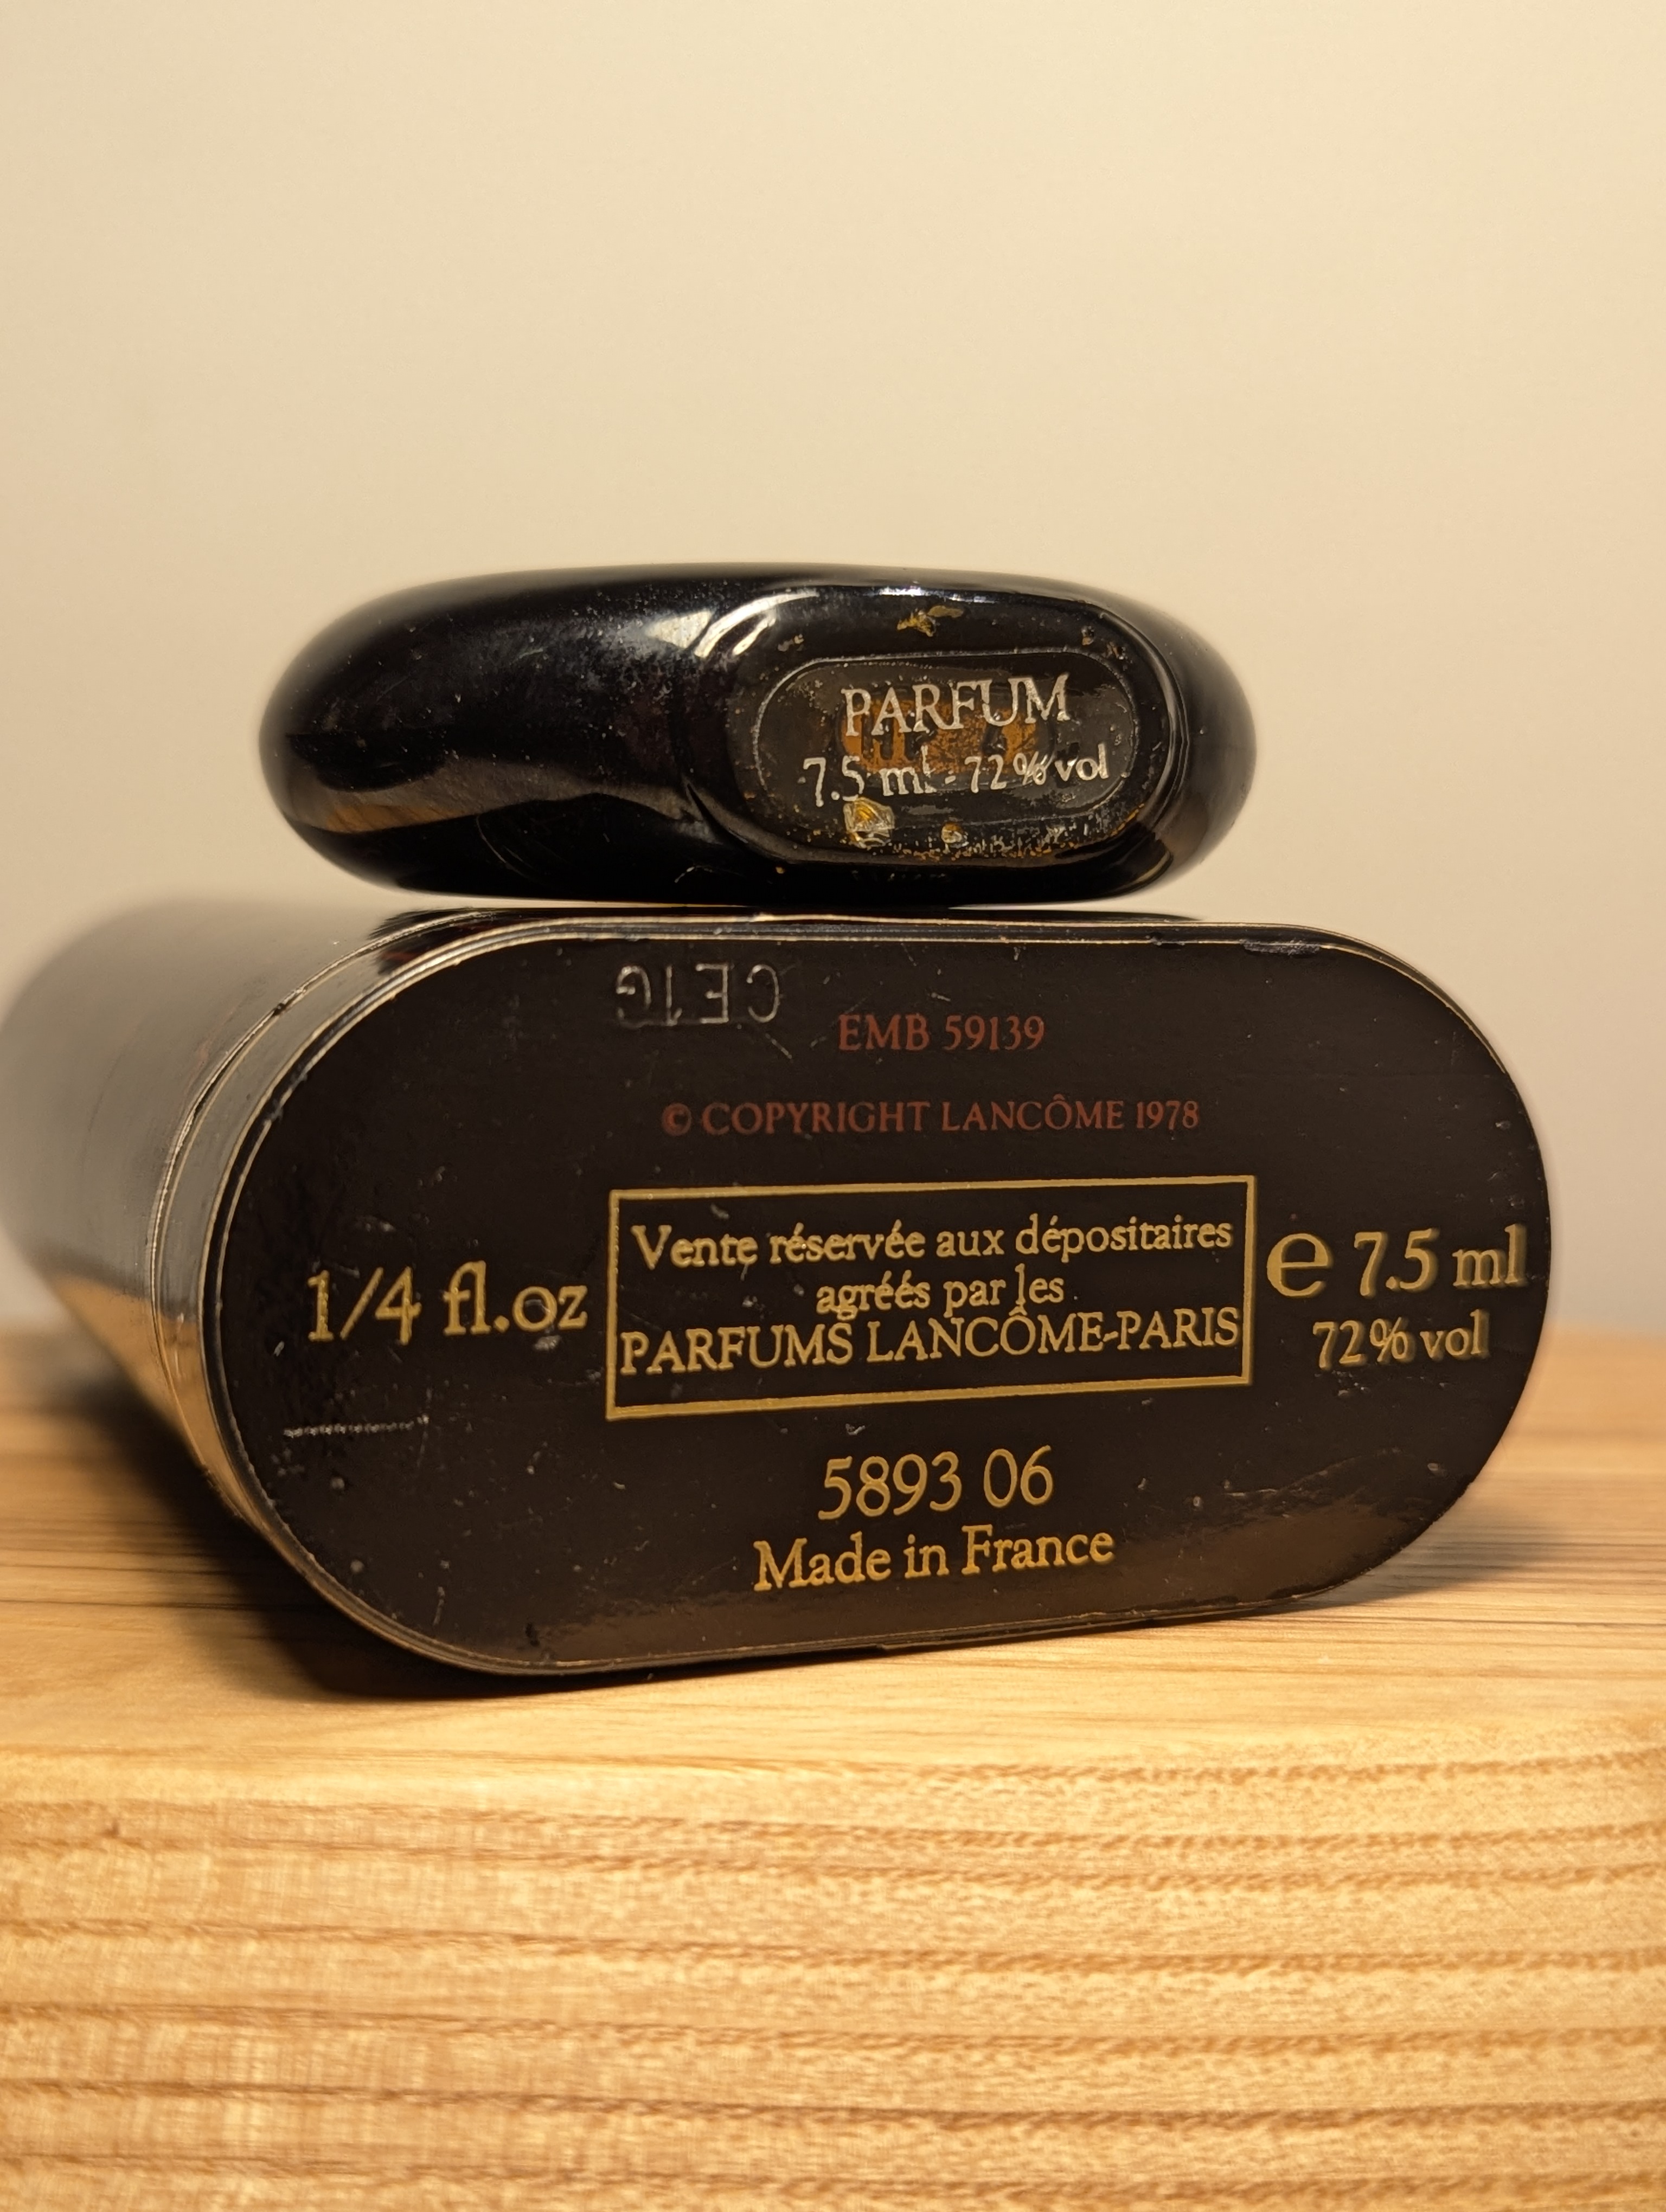 PARFUM
7.5 ml - 72% vol
CE1G
EMB 59139
© COPYRIGHT LANCÔME 1978
1/4 fl.oz
Vente réservée aux dépositaires
agréés par les
PARFUMS LANCÔME-PARIS
e 7.5 ml
72% vol
5893 06
Made in France